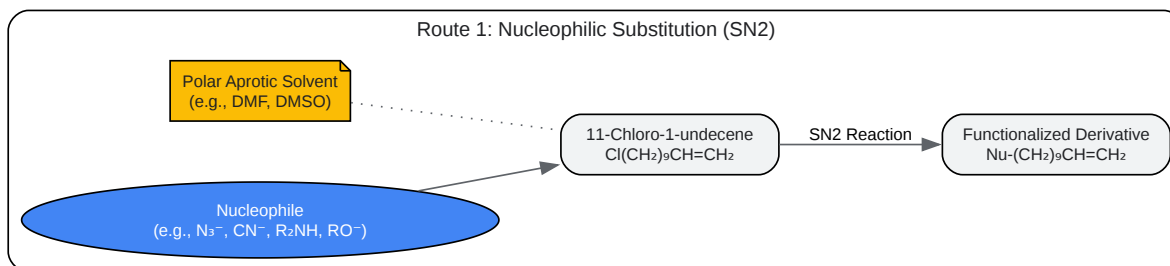 Route 1: Nucleophilic Substitution (SN2)
Polar Aprotic Solvent
(e.g., DMF, DMSO)
11-Chloro-1-undecene
Cl(CH₂)₉CH=CH₂
SN2 Reaction
Functionalized Derivative
Nu-(CH₂)₉CH=CH₂
Nucleophile
(e.g., N₃⁻, CN⁻, R₂NH, RO⁻)